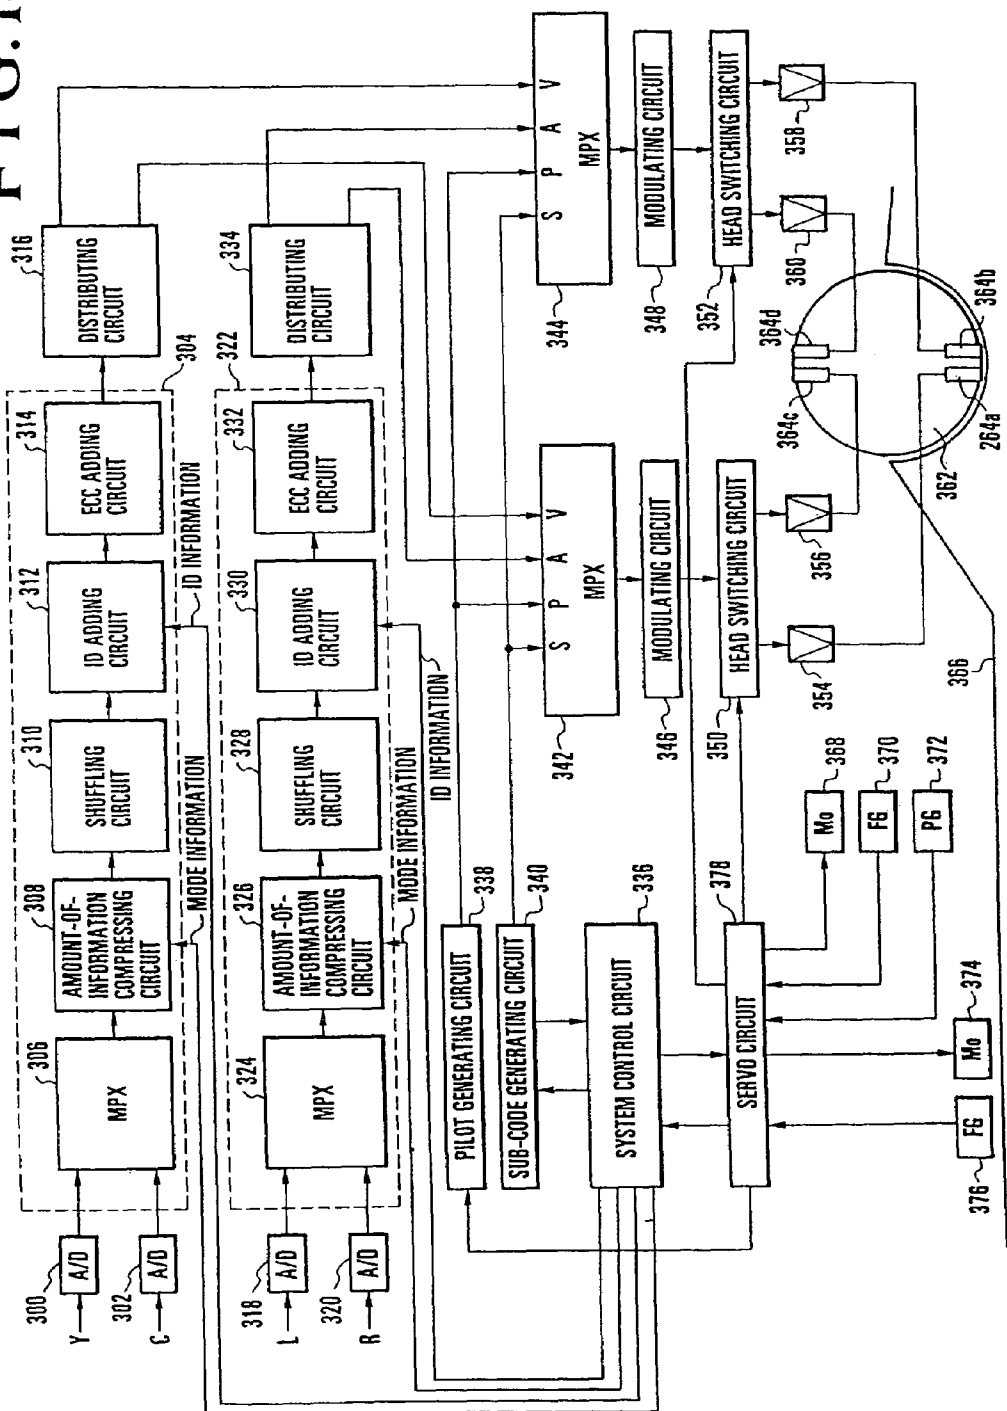 FIG.1
300
A/D
Y
302
A/D
C
304
306
MPX
308
AMOUNT-OF-
INFORMATION
COMPRESSING
CIRCUIT
310
SHUFFLING
CIRCUIT
312
ID ADDING
CIRCUIT
314
ECC ADDING
CIRCUIT
316
DISTRIBUTING
CIRCUIT
MODE INFORMATION
ID INFORMATION
318
A/D
L
320
A/D
R
322
324
MPX
326
AMOUNT-OF-
INFORMATION
COMPRESSING
CIRCUIT
328
SHUFFLING
CIRCUIT
330
ID ADDING
CIRCUIT
332
ECC ADDING
CIRCUIT
334
DISTRIBUTING
CIRCUIT
MODE INFORMATION
ID INFORMATION
PILOT GENERATING CIRCUIT
338
SUB-CODE GENERATING CIRCUIT
340
SYSTEM CONTROL CIRCUIT
336
SERVO CIRCUIT
378
342
S P A V
MPX
344
S P A V
MPX
346
MODULATING CIRCUIT
348
MODULATING CIRCUIT
350
HEAD SWITCHING CIRCUIT
352
HEAD SWITCHING CIRCUIT
354
356
360
358
364c
364d
362
264a
364b
366
Mo
368
FG
370
PG
372
Mo
374
FG
376